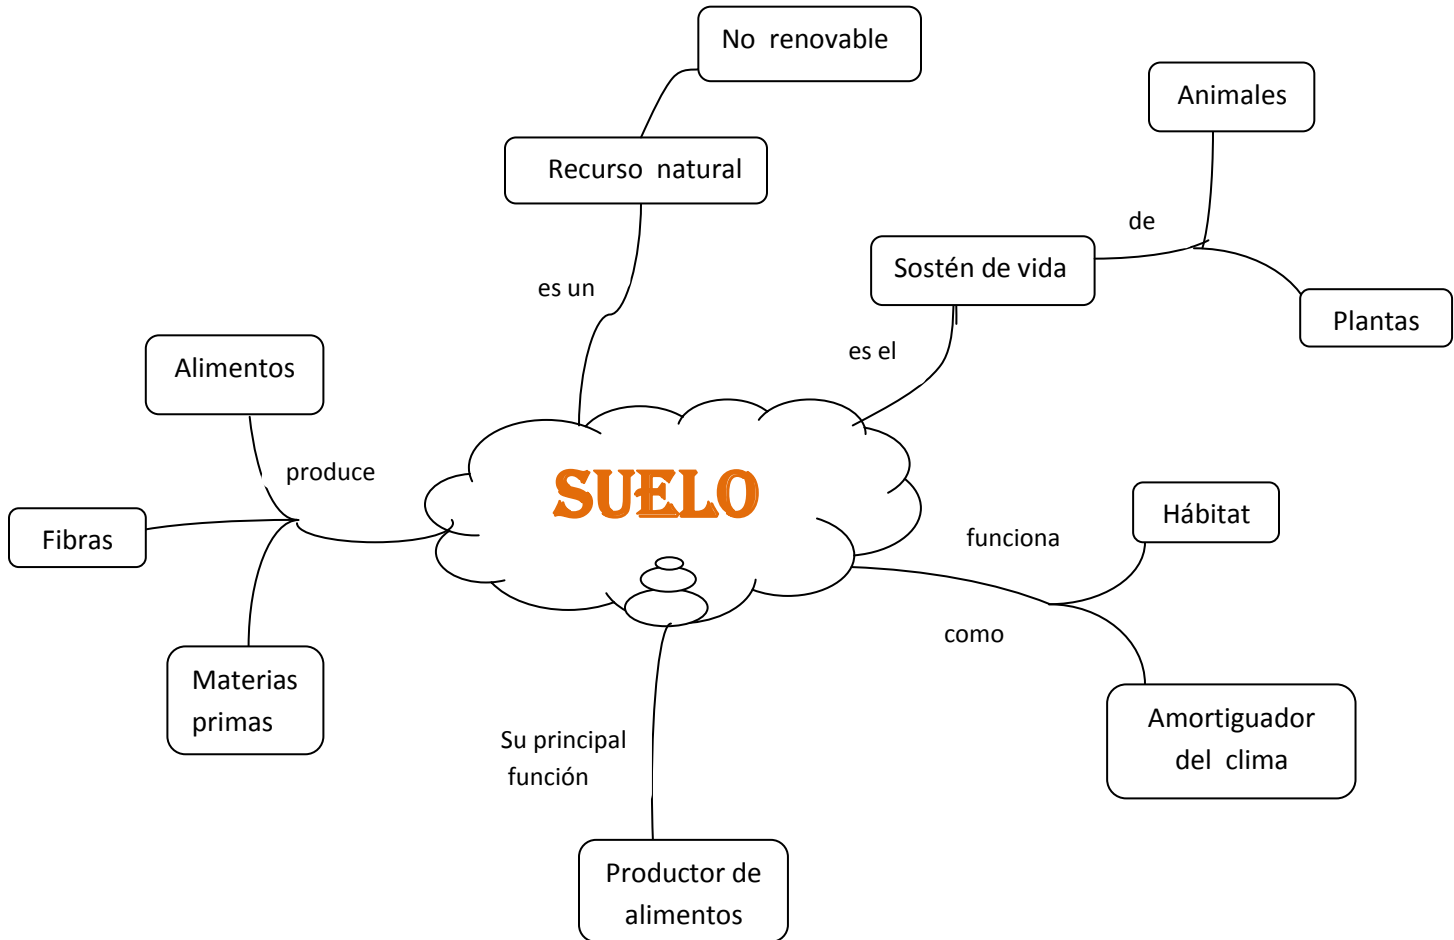 No renovable
Animales
Recurso natural
de
Sostén de vida
es un
Plantas
es el
Alimentos
produce
SUELO
Hábitat
Fibras
funciona
como
Materias
primas
Amortiguador
del clima
Su principal
función
Productor de
alimentos